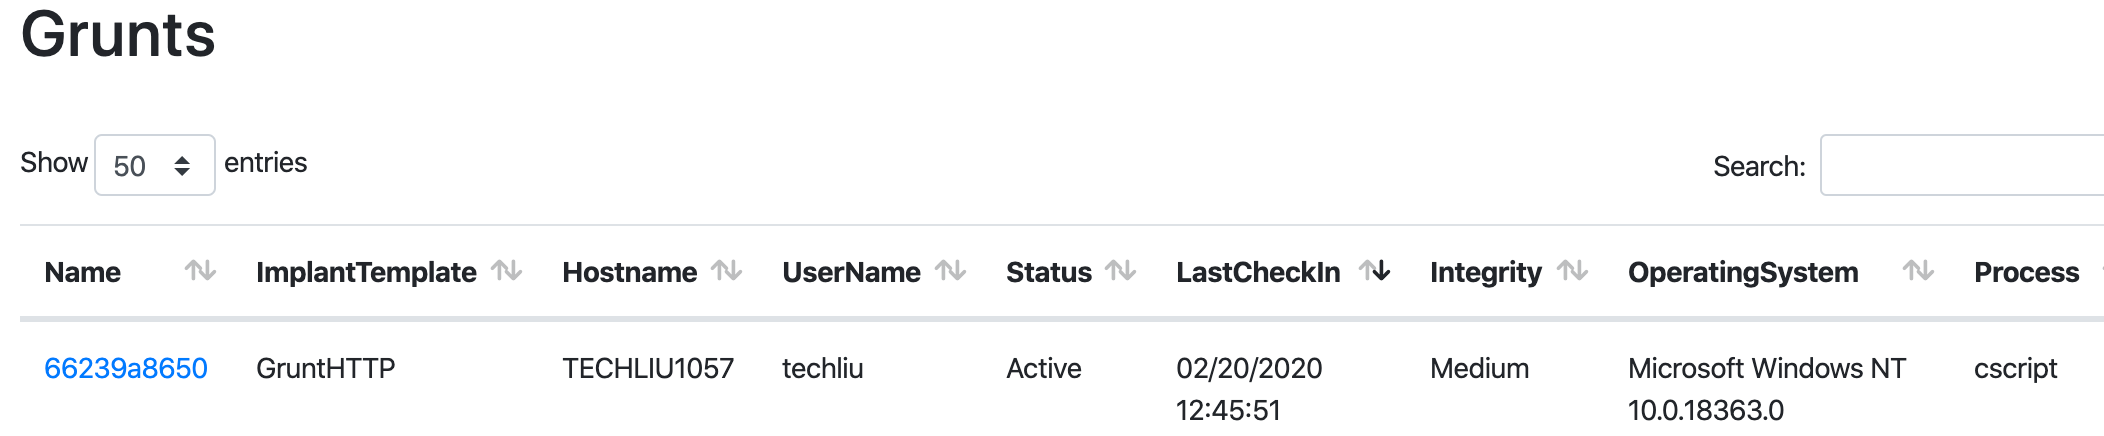 Grunts
Show 50 entries Search:
Name ImplantTemplate Hostname UserName Status LastCheckIn Integrity OperatingSystem Process
66239a8650 GruntHTTP TECHLIU1057 techliu Active 02/20/2020 Medium Microsoft Windows NT cscript
12:45:51 10.0.18363.0